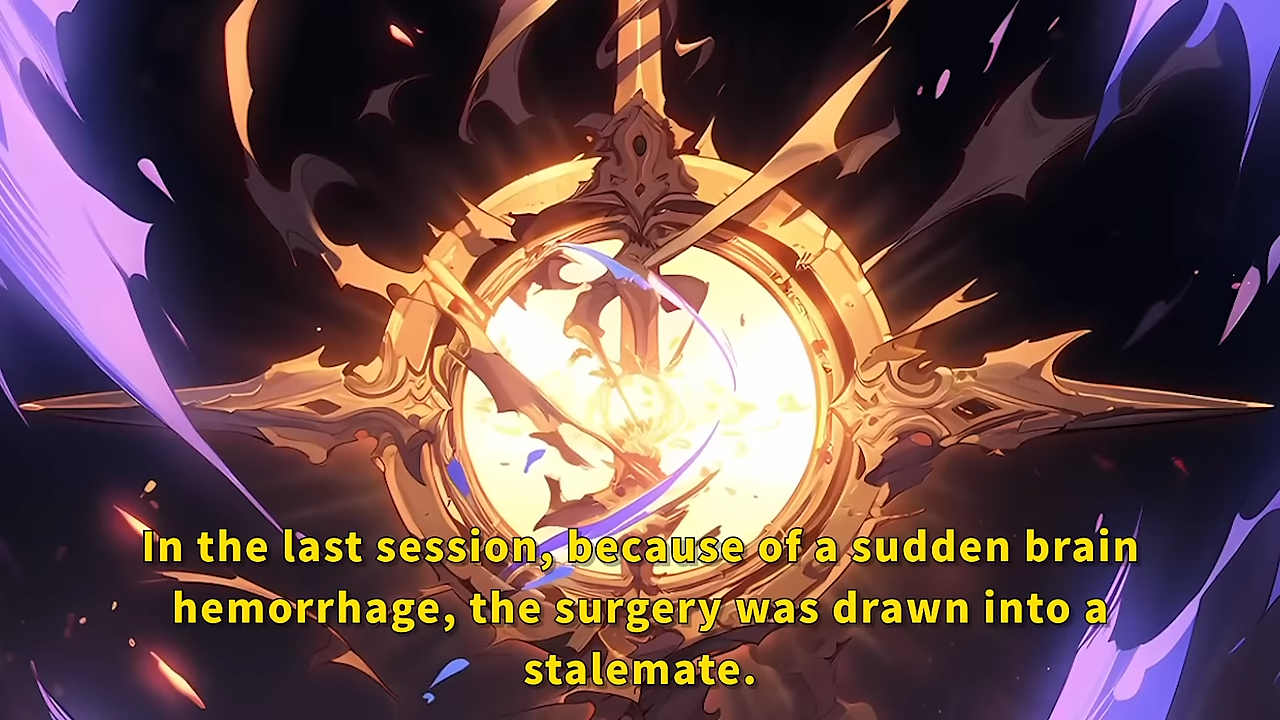 In the last session, because of a sudden brain
hemorrhage, the surgery was drawn into a
stalemate.